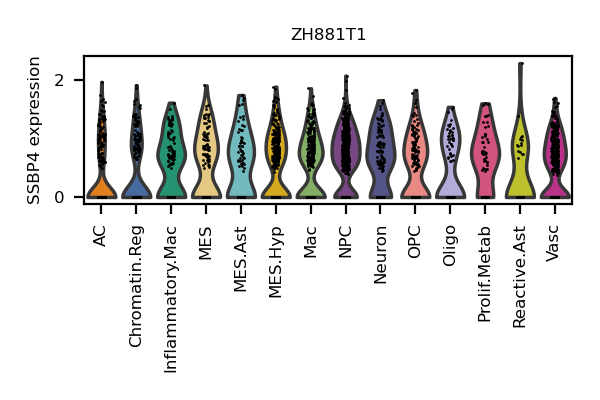 ZH881T1
SSBP4 expression
2
0
AC
Chromatin.Reg
Inflammatory.Mac
MES
MES.Ast
MES.Hyp
Mac
NPC
Neuron
OPC
Oligo
Prolif.Metab
Reactive.Ast
Vasc